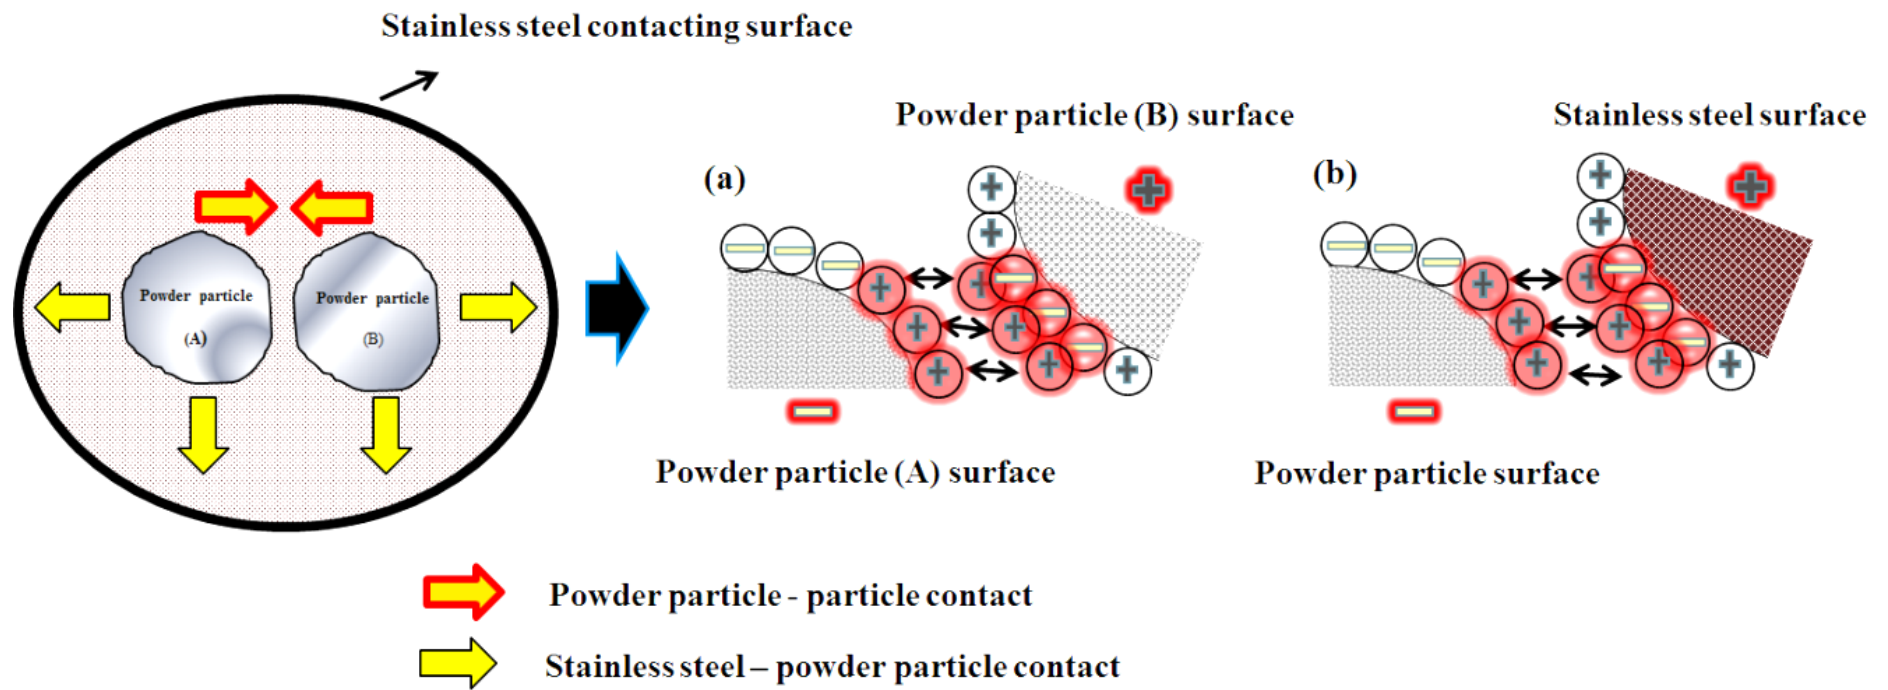 Stainless steel contacting surface
Powder particle (B) surface
Stainless steel surface
(a)
(b)
Powder particle
(A)
Powder particle
(B)
Powder particle (A) surface
Powder particle surface
Powder particle - particle contact
Stainless steel – powder particle contact